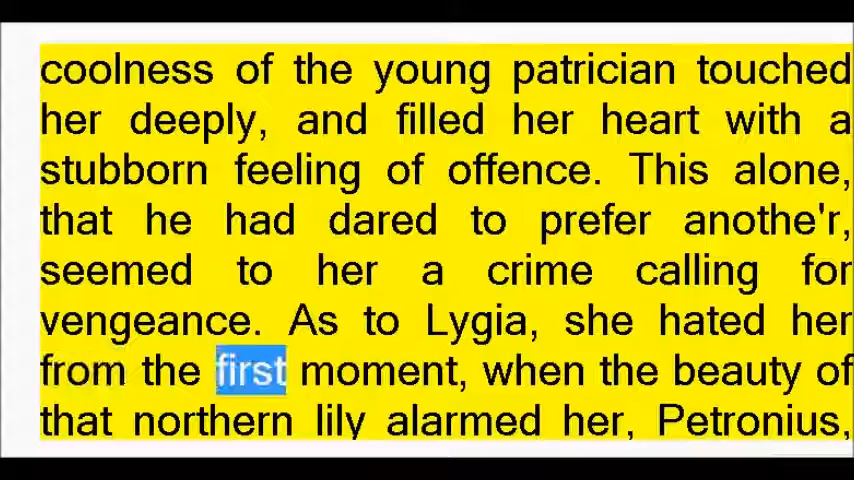 coolness of the young patrician touched
her deeply, and filled her heart with a
stubborn feeling of offence. This alone,
that he had dared to prefer anothe'r,
seemed to her a crime calling for
vengeance. As to Lygia, she hated her
from the first moment, when the beauty of
that northern lily alarmed her, Petronius,